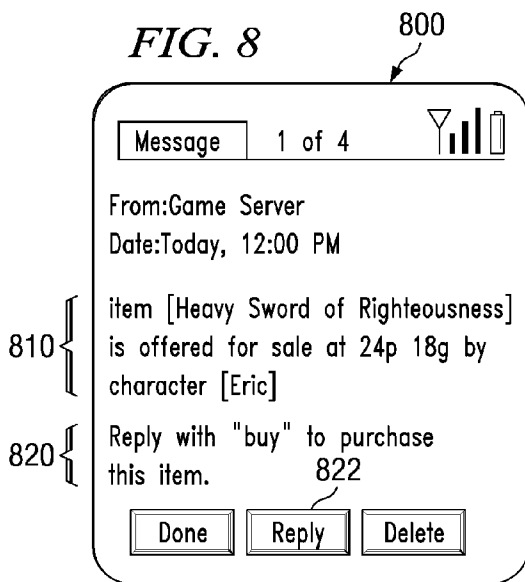 FIG. 8
800
Message 1 of 4
From:Game Server
Date:Today, 12:00 PM
810
item [Heavy Sword of Righteousness]
is offered for sale at 24p 18g by
character [Eric]
820
Reply with "buy" to purchase
this item.
822
Done Reply Delete